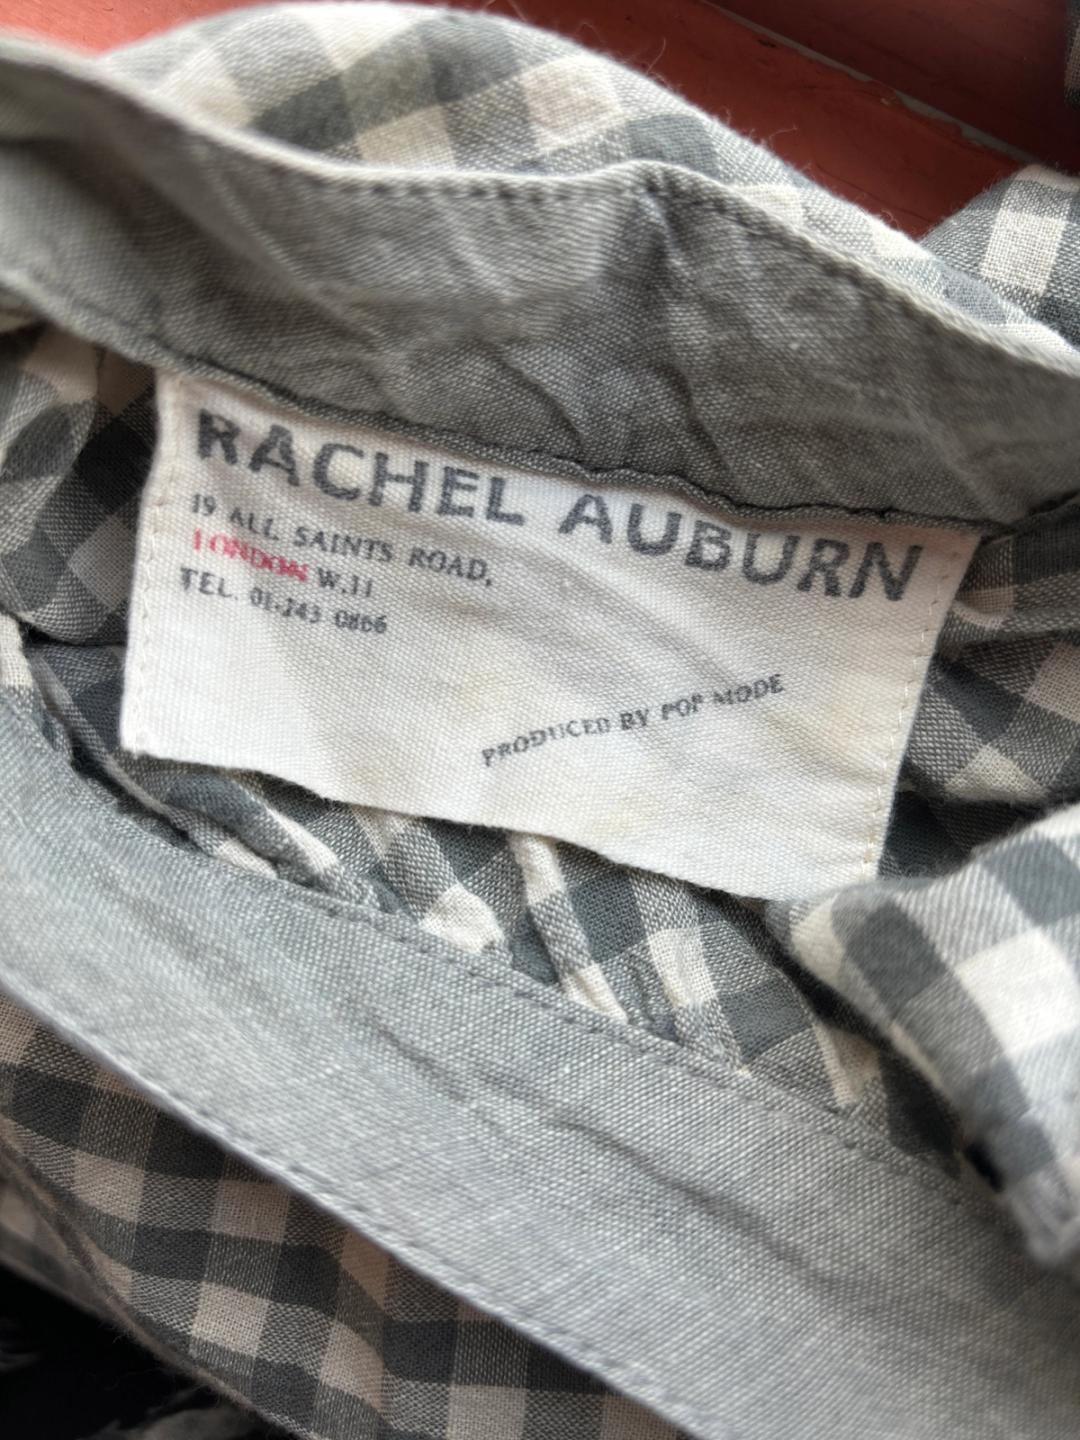 RACHEL AUBURN
19 ALL SAINTS ROAD,
LONDON W.11
TEL. 01-243 0866
PRODUCED BY POP MODE